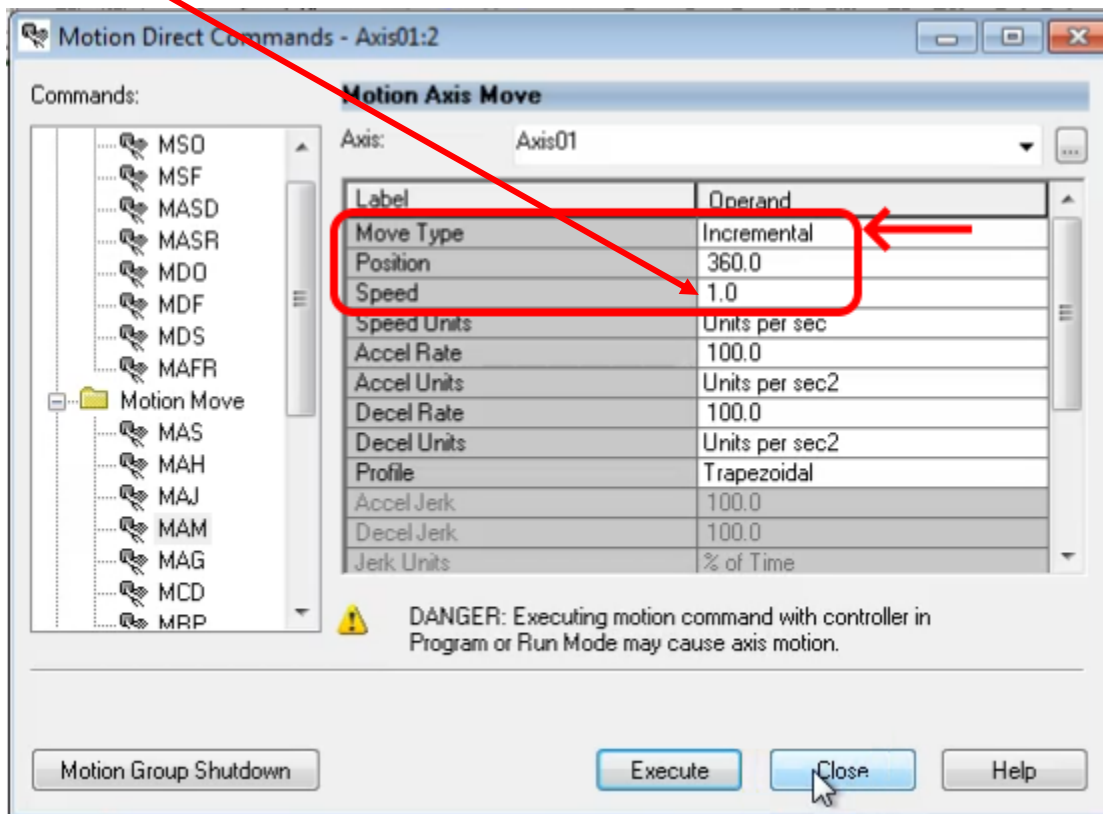 Motion Direct Commands - Axis01:2
Commands:
MSO
MSF
MASD
MASR
MDO
MDF
MDS
MAFR
Motion Move
MAS
MAH
MAJ
MAM
MAG
MCD
MRP
Motion Axis Move
Axis: Axis01 ...
Label Operand
Move Type Incremental
Position 360.0
Speed 1.0
Speed Units Units per sec
Accel Rate 100.0
Accel Units Units per sec2
Decel Rate 100.0
Decel Units Units per sec2
Profile Trapezoidal
Accel Jerk 100.0
Decel Jerk 100.0
Jerk Units % of Time
DANGER: Executing motion command with controller in
Program or Run Mode may cause axis motion.
Motion Group Shutdown Execute Close Help